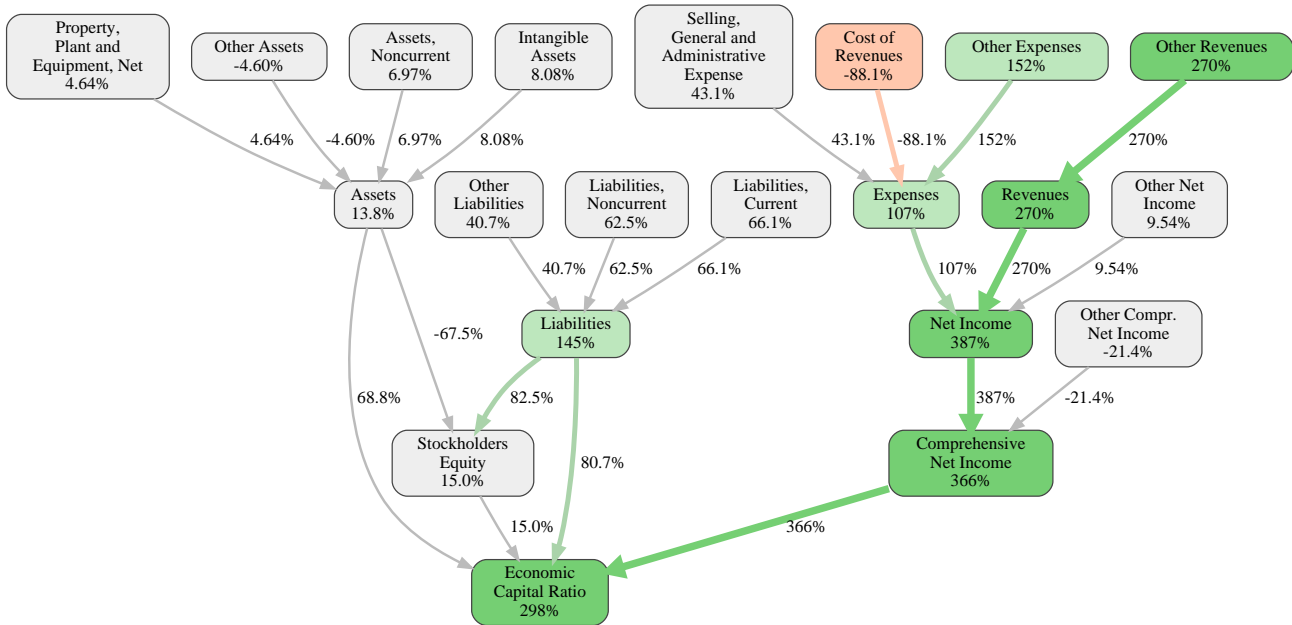 Property,
Plant and
Equipment, Net
4.64%
Other Assets
-4.60%
Assets,
Noncurrent
6.97%
Intangible
Assets
8.08%
Selling,
General and
Administrative
Expense
43.1%
Cost of
Revenues
-88.1%
Other Expenses
152%
Other Revenues
270%
4.64%
-4.60%
6.97%
8.08%
43.1%
-88.1%
152%
270%
Assets
13.8%
Other
Liabilities
40.7%
Liabilities,
Noncurrent
62.5%
Liabilities,
Current
66.1%
Expenses
107%
Revenues
270%
Other Net
Income
9.54%
40.7%
62.5%
66.1%
107%
270%
9.54%
-67.5%
Liabilities
145%
Net Income
387%
Other Compr.
Net Income
-21.4%
68.8%
82.5%
387%
-21.4%
Stockholders
Equity
15.0%
80.7%
Comprehensive
Net Income
366%
15.0%
366%
Economic
Capital Ratio
298%